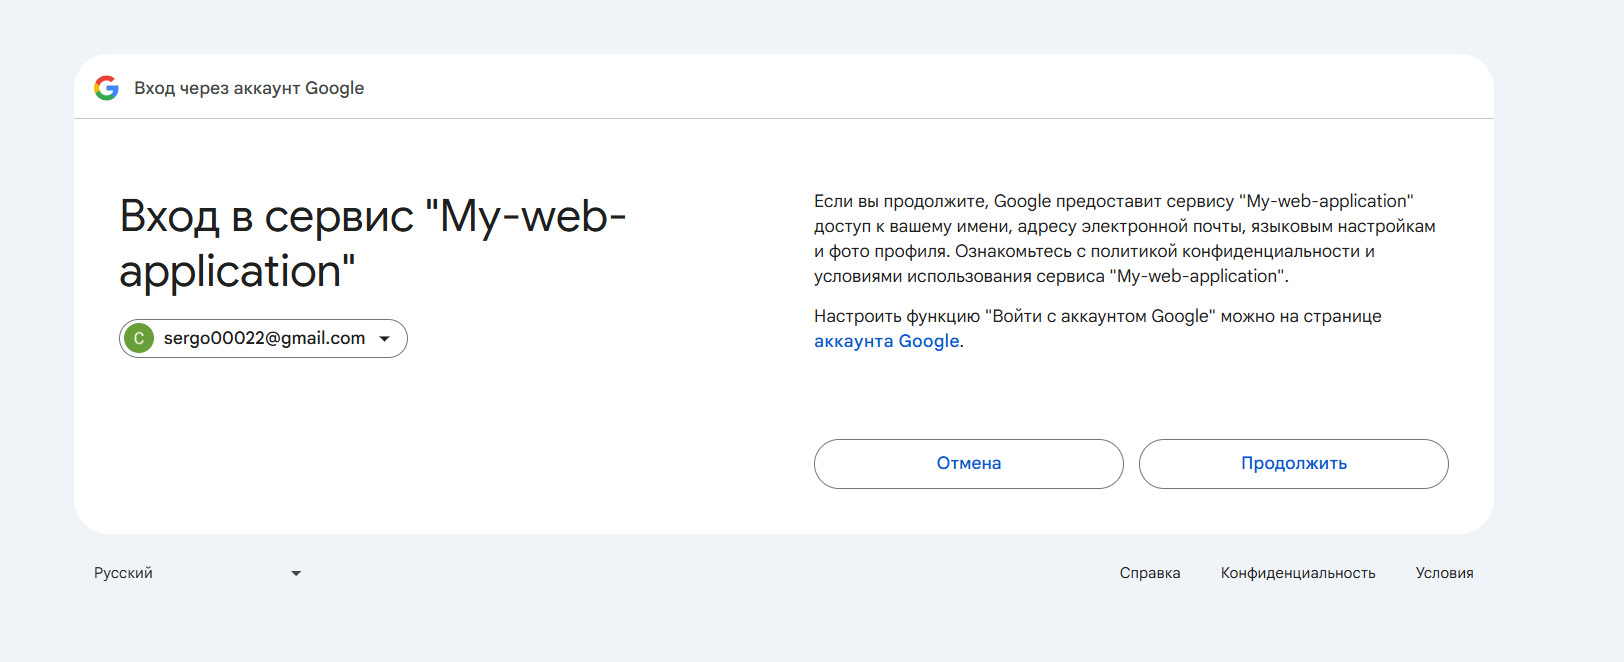 Вход через аккаунт Google
Вход в сервис "My-web-
application"
С sergo00022@gmail.com
Если вы продолжите, Google предоставит сервису "My-web-application"
доступ к вашему имени, адресу электронной почты, языковым настройкам
и фото профиля. Ознакомьтесь с политикой конфиденциальности и
условиями использования сервиса "My-web-application".
Настроить функцию "Войти с аккаунтом Google" можно на странице
аккаунта Google.
Отмена Продолжить
Русский Справка Конфиденциальность Условия